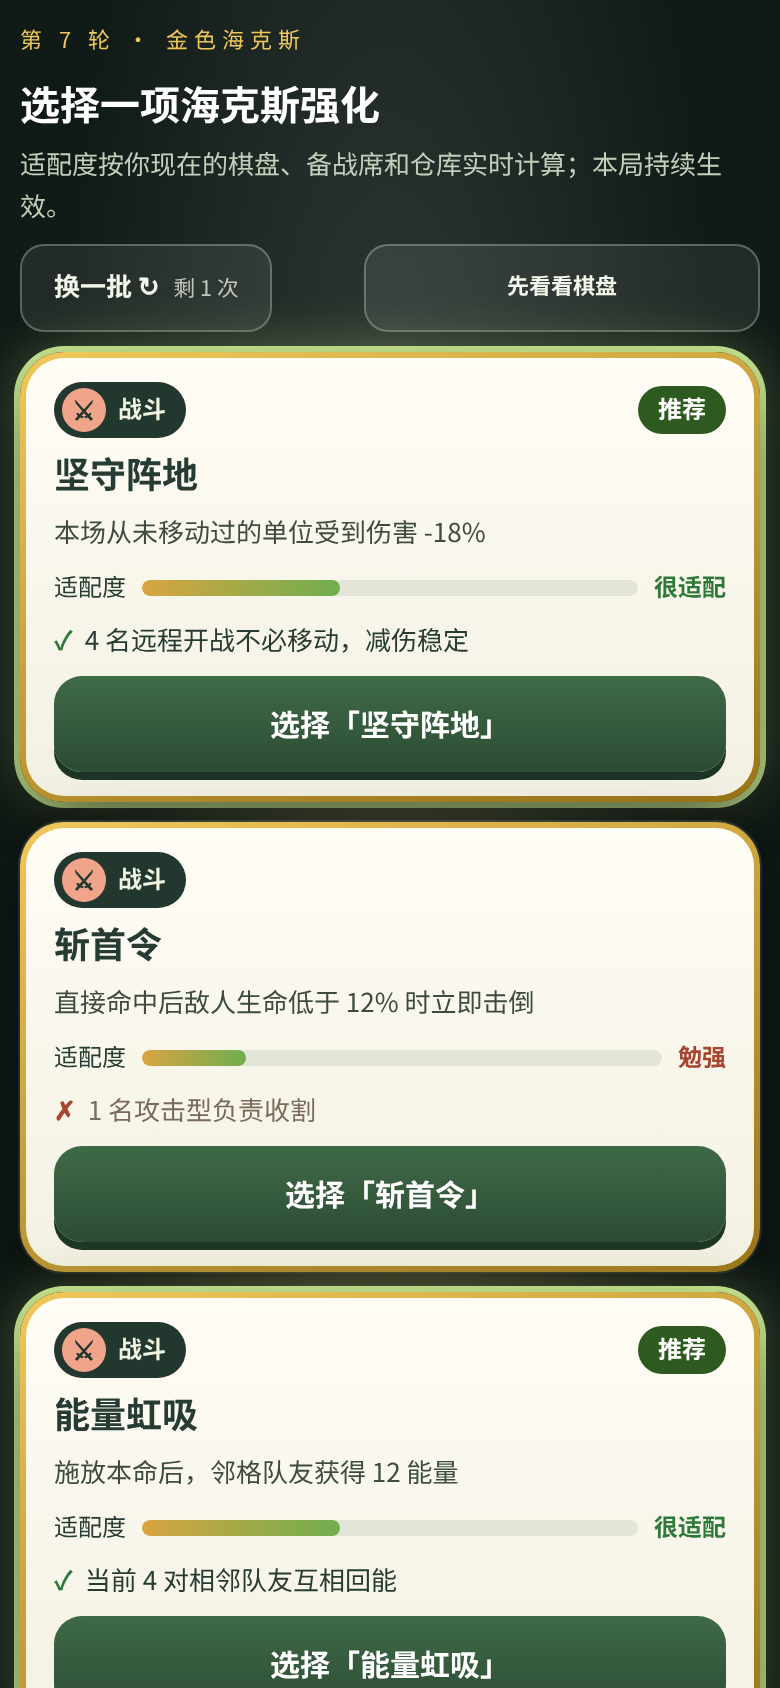 第 7 轮 · 金色海克斯
选择一项海克斯强化
适配度按你现在的棋盘、备战席和仓库实时计算；本局持续生
效。
换一批 ↻ 剩 1 次
先看看棋盘
战斗
推荐
坚守阵地
本场从未移动过的单位受到伤害 -18%
适配度
很适配
✓ 4 名远程开战不必移动，减伤稳定
选择「坚守阵地」
战斗
斩首令
直接命中后敌人生命低于 12% 时立即击倒
适配度
勉强
✗ 1 名攻击型负责收割
选择「斩首令」
战斗
推荐
能量虹吸
施放本命后，邻格队友获得 12 能量
适配度
很适配
✓ 当前 4 对相邻队友互相回能
选择「能量虹吸」